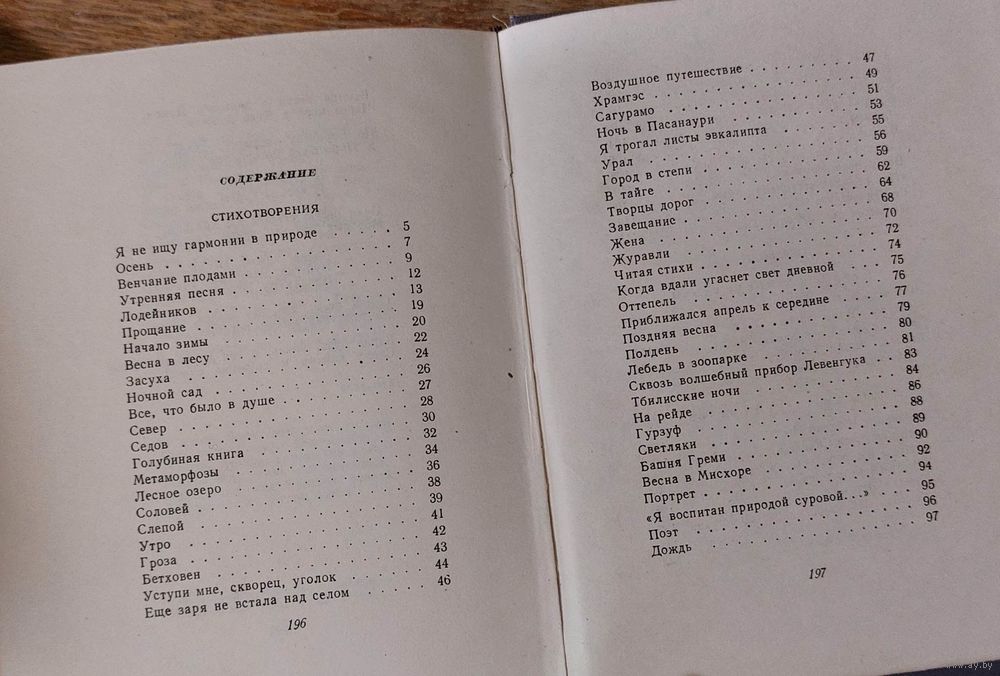 СОДЕРЖАНИЕ
СТИХОТВОРЕНИЯ
Я не ищу гармонии в природе . . . . . 5
Осень . . . . . . . . . . . . . . 7
Венчание плодами . . . . . . . . . 9
Утренняя песня . . . . . . . . . . 12
Лодейников . . . . . . . . . . . 13
Прощание . . . . . . . . . . . . 19
Начало зимы . . . . . . . . . . . 20
Весна в лесу . . . . . . . . . . . 22
Засуха . . . . . . . . . . . . . 24
Ночной сад . . . . . . . . . . . 26
Все, что было в душе . . . . . . . . 27
Север . . . . . . . . . . . . . 28
Седов . . . . . . . . . . . . . 30
Голубиная книга . . . . . . . . . 32
Метаморфозы . . . . . . . . . . . 34
Лесное озеро . . . . . . . . . . . 36
Соловей . . . . . . . . . . . . 38
Слепой . . . . . . . . . . . . . 39
Утро . . . . . . . . . . . . . . 41
Гроза . . . . . . . . . . . . . 42
Бетховен . . . . . . . . . . . . 43
Уступи мне, скворец, уголок . . . . . 44
Еще заря не встала над селом . . . . . 46
196
Воздушное путешествие . . . . . . . . 47
Храмгэс . . . . . . . . . . . . 49
Сагурамо . . . . . . . . . . . . 51
Ночь в Пасанаури . . . . . . . . . 53
Я трогал листы эвкалипта . . . . . . 55
Урал . . . . . . . . . . . . . . 56
Город в степи . . . . . . . . . . . 59
В тайге . . . . . . . . . . . . . 62
Творцы дорог . . . . . . . . . . . 64
Завещание . . . . . . . . . . . . 68
Жена . . . . . . . . . . . . . . 70
Журавли . . . . . . . . . . . . 72
Читая стихи . . . . . . . . . . . 74
Когда вдали угаснет свет дневной . . . 75
Оттепель . . . . . . . . . . . . 76
Приближался апрель к середине . . . . 77
Поздняя весна . . . . . . . . . . 79
Полдень . . . . . . . . . . . . 80
Лебедь в зоопарке . . . . . . . . . 81
Сквозь волшебный прибор Левенгука . . 83
Тбилисские ночи . . . . . . . . . 84
На рейде . . . . . . . . . . . . 86
Гурзуф . . . . . . . . . . . . . 88
Светляки . . . . . . . . . . . . 89
Башня Греми . . . . . . . . . . . 90
Весна в Мисхоре . . . . . . . . . . 92
Портрет . . . . . . . . . . . . . 94
«Я воспитан природой суровой...» . . . 95
Поэт . . . . . . . . . . . . . . 96
Дождь . . . . . . . . . . . . . 97
197
www.ay.by